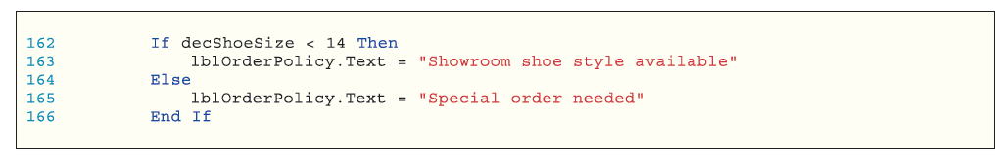 162 If decShoeSize < 14 Then
163 lblOrderPolicy.Text = "Showroom shoe style available"
164 Else
165 lblOrderPolicy.Text = "Special order needed"
166 End If